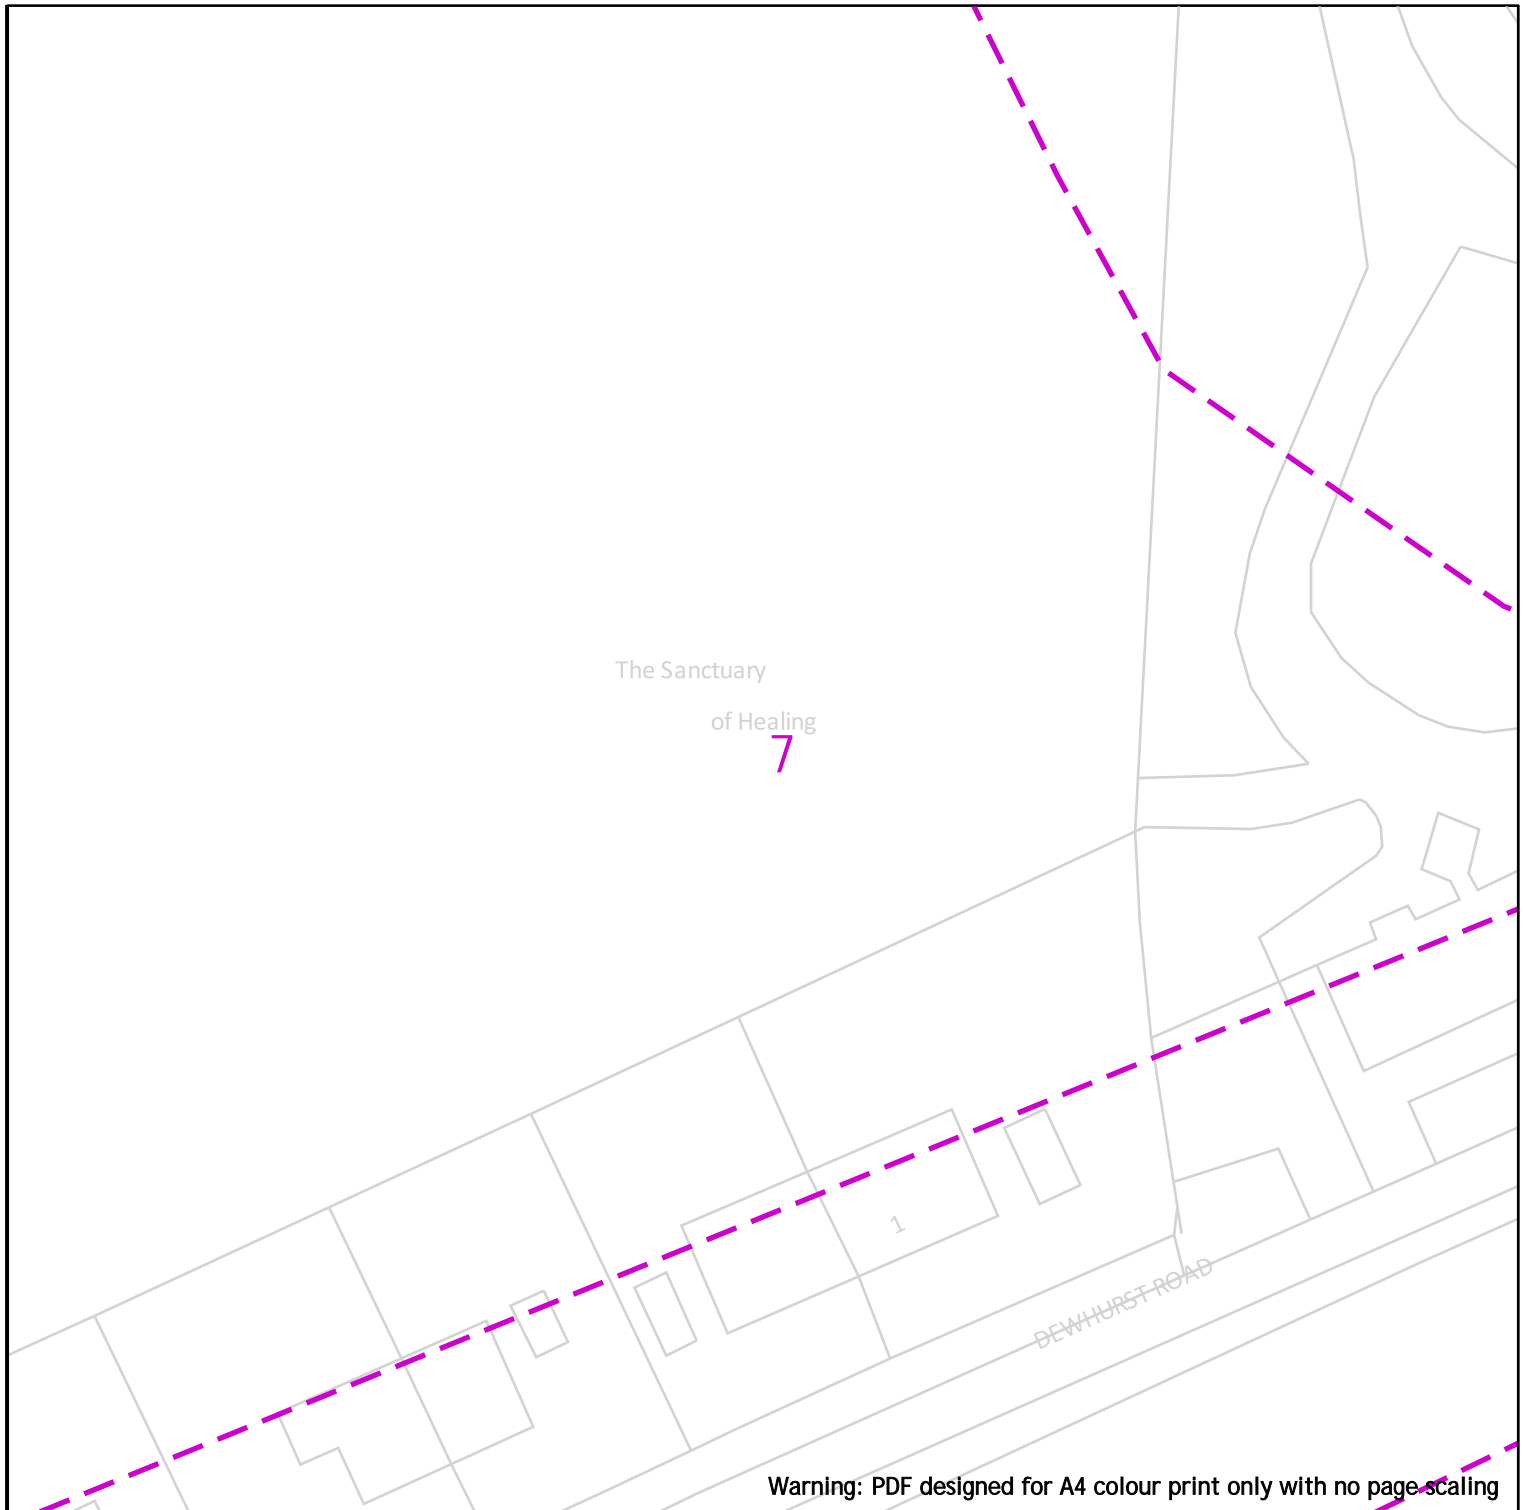 The Sanctuary
of Healing
7
1
DEWHURST ROAD
Warning: PDF designed for A4 colour print only with no page scaling